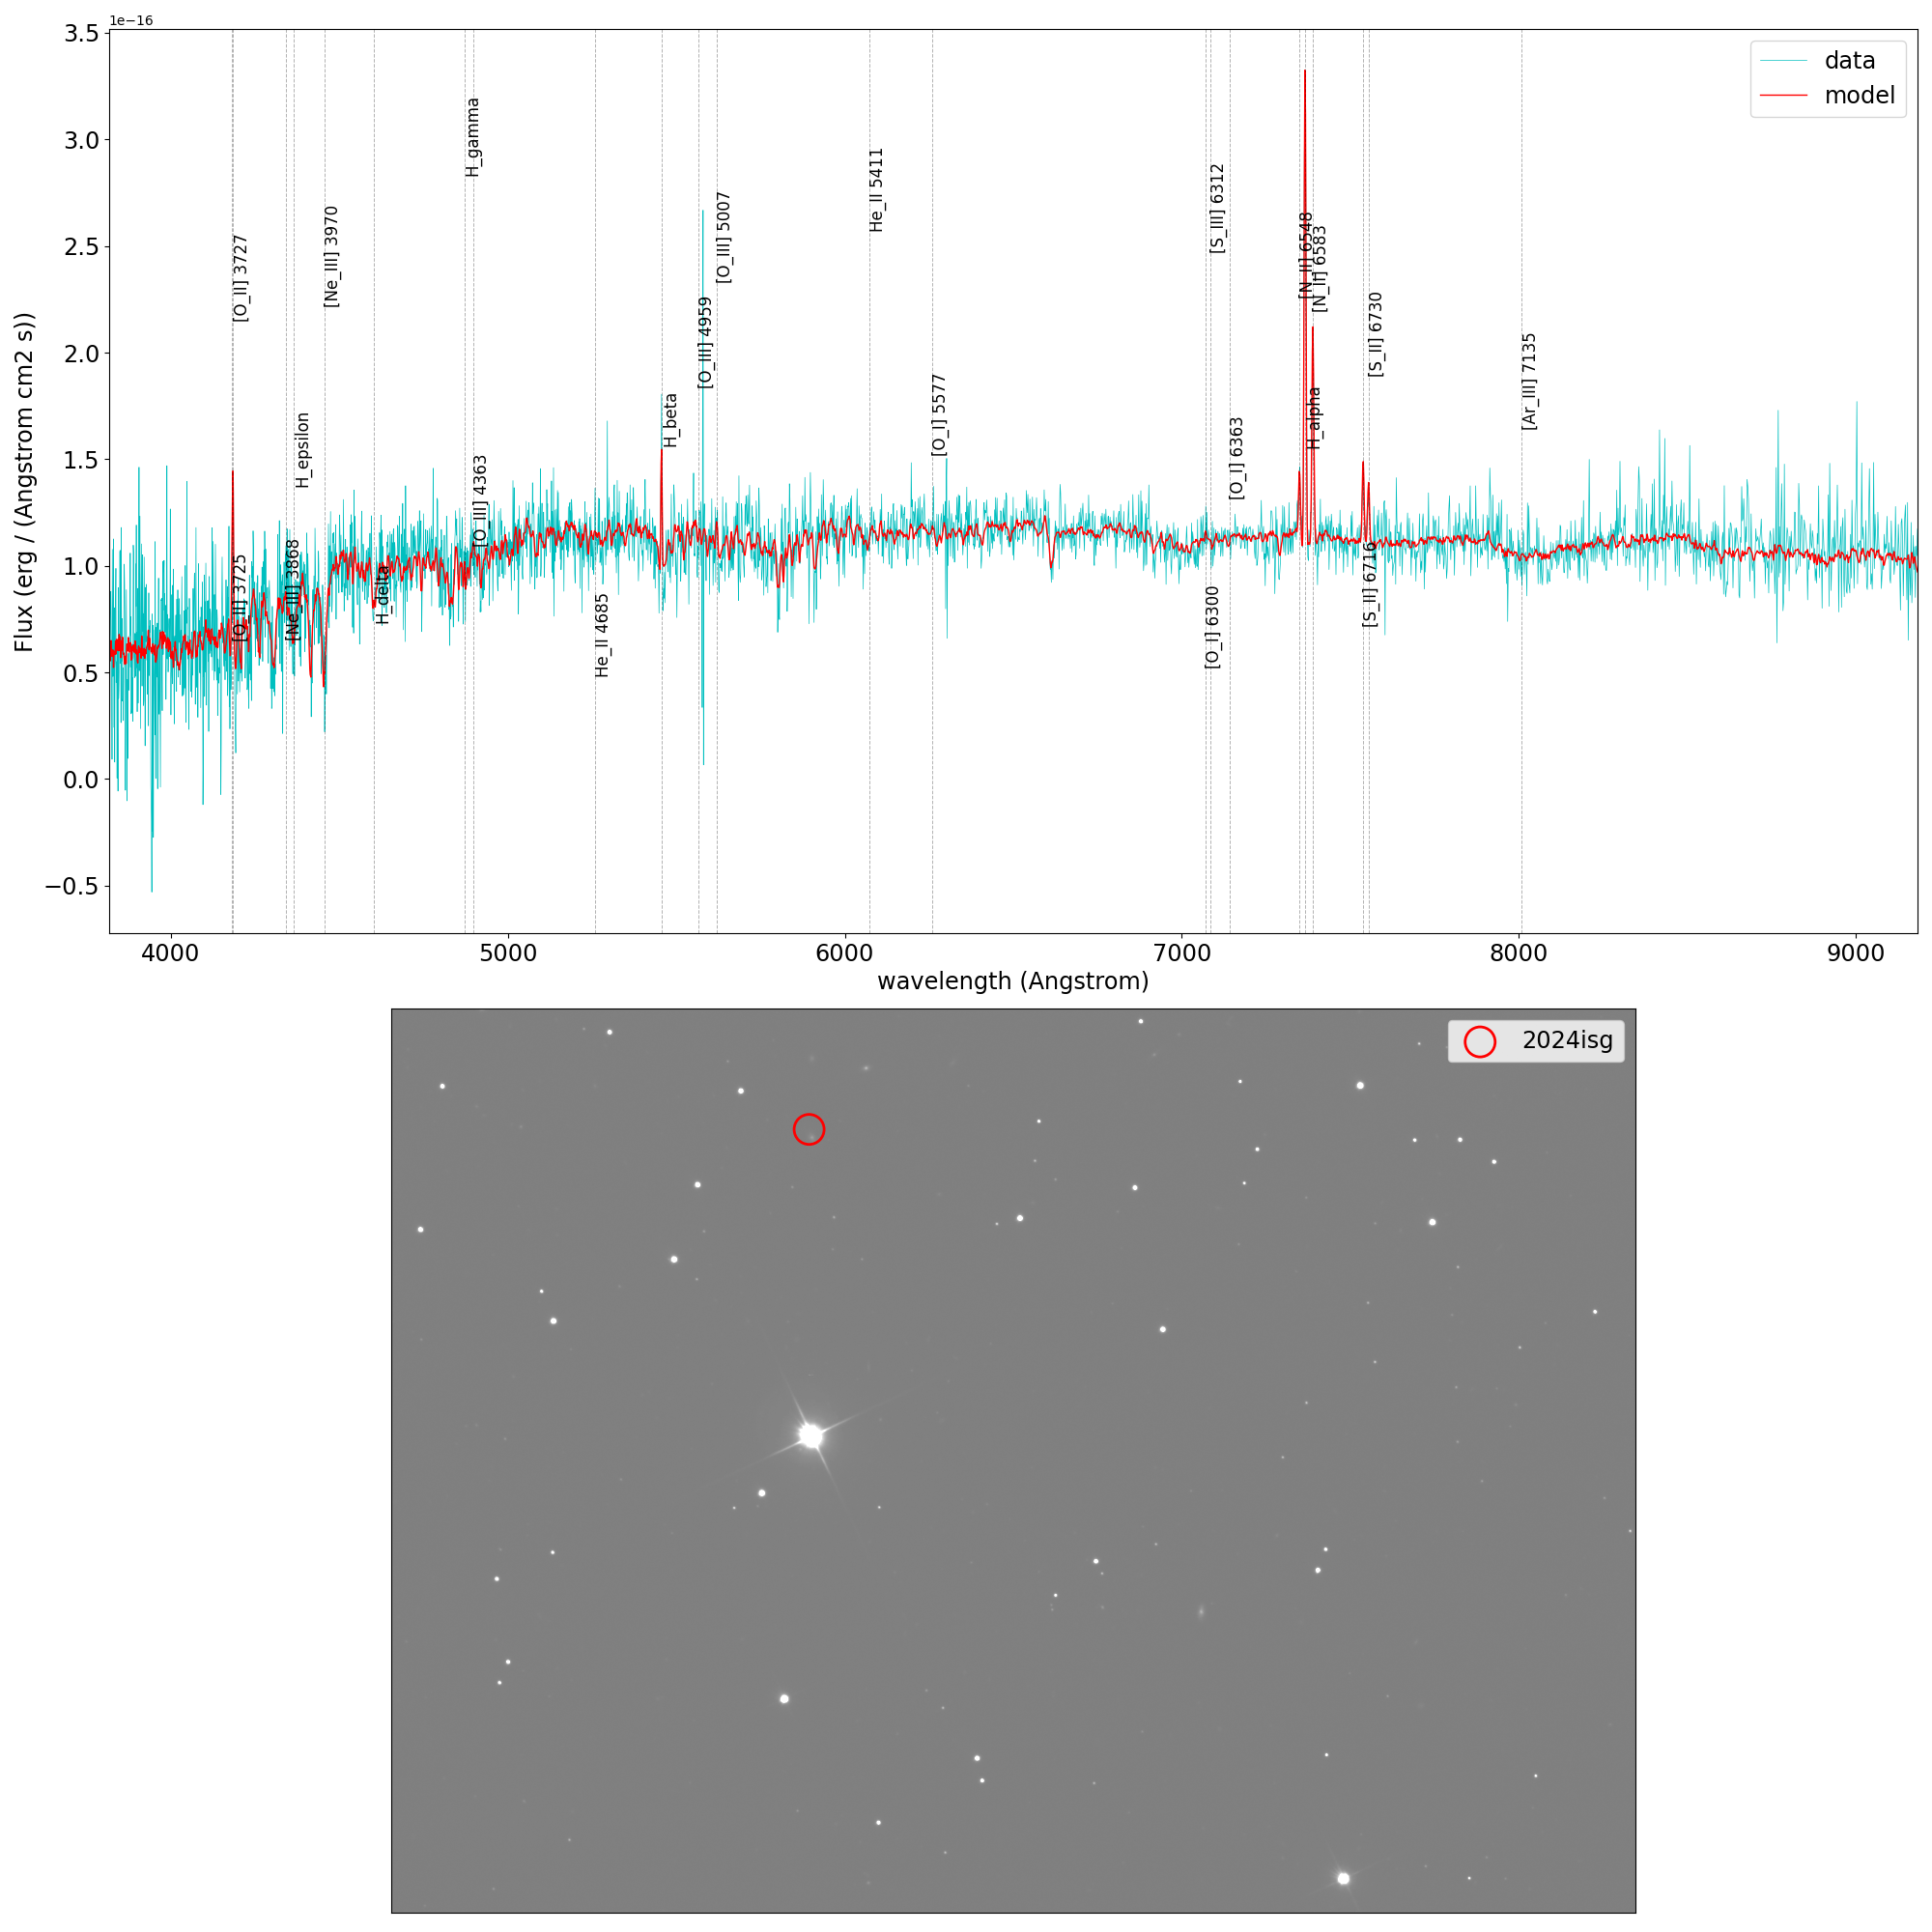 1e−16
Flux (erg / (Angstrom cm2 s))
3.5
3.0
2.5
2.0
1.5
1.0
0.5
0.0
−0.5
data
model
[O_II] 3725
[O_II] 3727
[Ne_III] 3868
H_epsilon
[Ne_III] 3970
H_delta
H_gamma
[O_III] 4363
He_II 4685
H_beta
[O_III] 4959
[O_III] 5007
He_II 5411
[O_I] 5577
[O_I] 6300
[S_III] 6312
[O_I] 6363
[N_II] 6548
H_alpha
[N_II] 6583
[S_II] 6716
[S_II] 6730
[Ar_III] 7135
4000 5000 6000 7000 8000 9000
wavelength (Angstrom)
2024isg